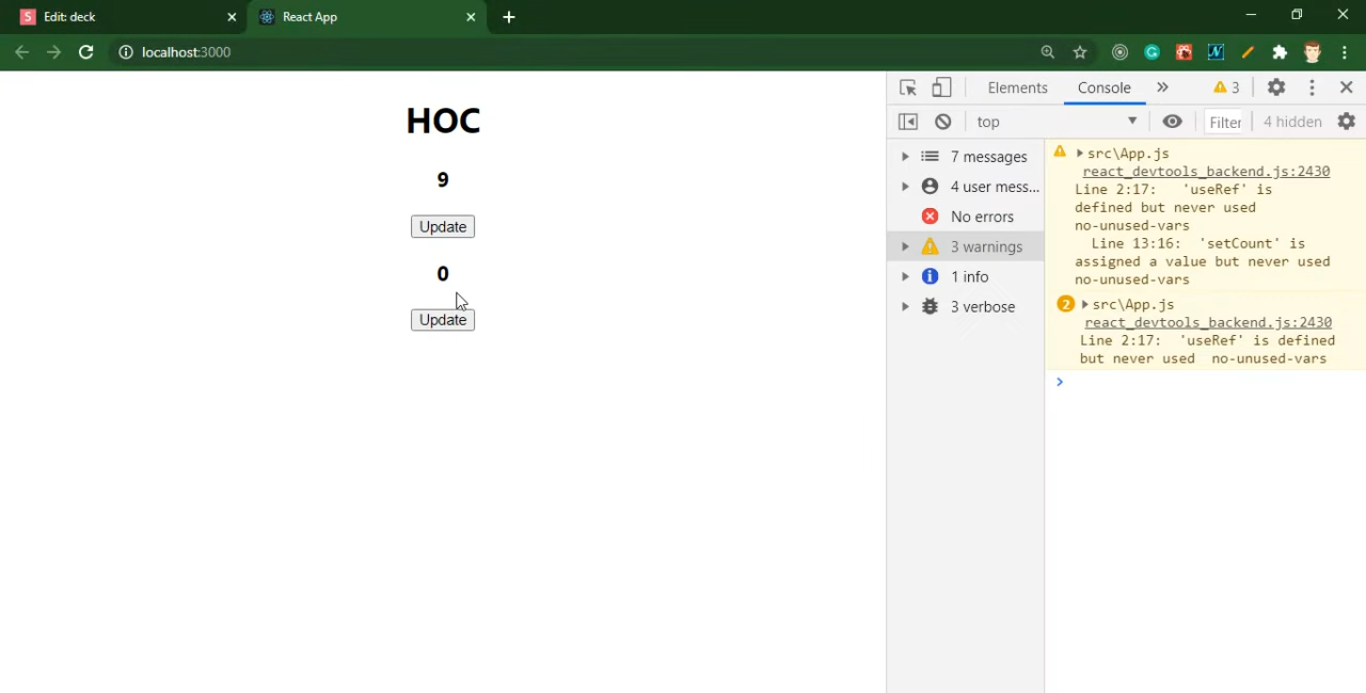 Edit: deck
React App
localhost:3000
Elements
Console
3
top
Filter
4 hidden
HOC
9
Update
0
Update
7 messages
4 user mess...
No errors
3 warnings
1 info
3 verbose
src\App.js
react_devtools_backend.js:2430
Line 2:17: 'useRef' is
defined but never used
no-unused-vars
Line 13:16: 'setCount' is
assigned a value but never used
no-unused-vars
2
src\App.js
react_devtools_backend.js:2430
Line 2:17: 'useRef' is defined
but never used no-unused-vars